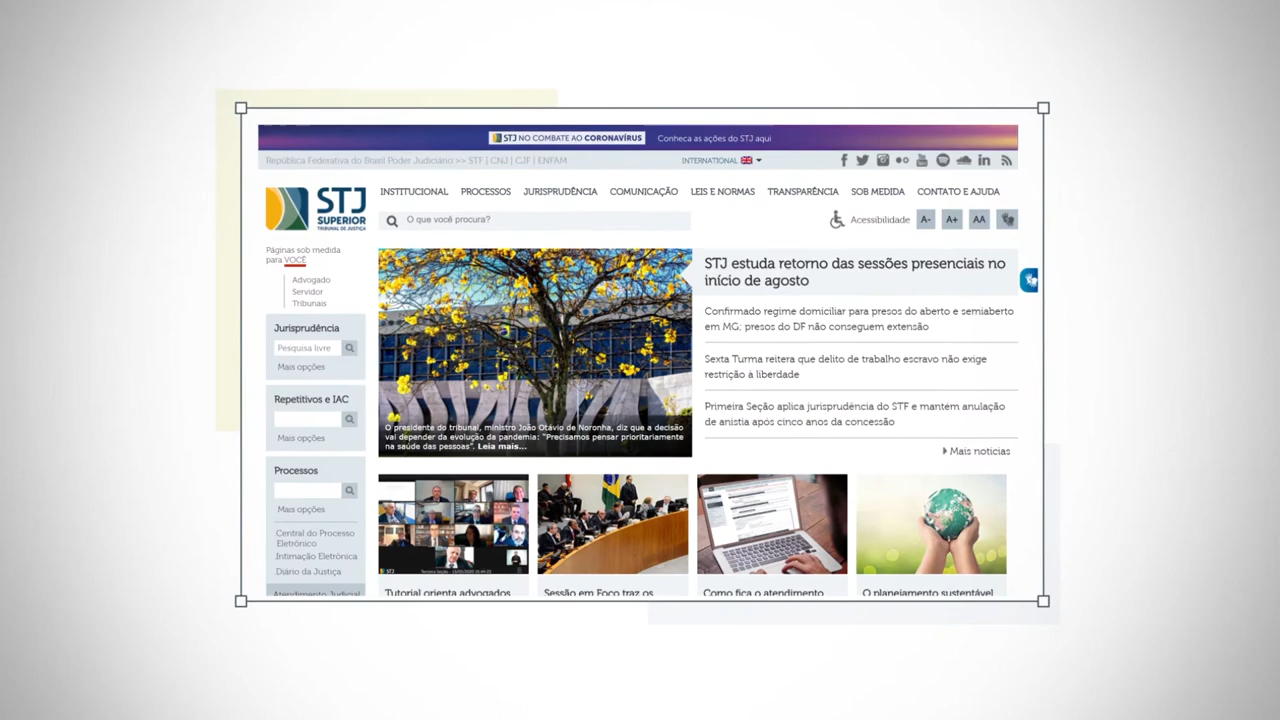 STJ NO COMBATE AO CORONAVÍRUS Conheca as ações do STJ aqui
República Federativa do Brasil Poder Judiciário >> STF | CNJ | CJF | ENFAM
INTERNATIONAL
STJ
SUPERIOR
TRIBUNAL DE JUSTIÇA
INSTITUCIONAL PROCESSOS JURISPRUDÊNCIA COMUNICAÇÃO LEIS E NORMAS TRANSPARÊNCIA SOB MEDIDA CONTATO E AJUDA
O que você procura?
Acessibilidade A- A+ AA
Páginas sob medida
para VOCÊ
Advogado
Servidor
Tribunais
Jurisprudência
Pesquisa livre
Mais opções
Repetitivos e IAC
Mais opções
Processos
Mais opções
Central do Processo
Eletrônico
Intimação Eletrônica
Diário da Justiça
Atendimento Judicial
O presidente do tribunal, ministro João Otávio de Noronha, diz que a decisão
vai depender da evolução da pandemia: "Precisamos pensar prioritariamente
na saúde das pessoas". Leia mais...
STJ estuda retorno das sessões presenciais no
início de agosto
Confirmado regime domiciliar para presos do aberto e semiaberto
em MG; presos do DF não conseguem extensão
Sexta Turma reitera que delito de trabalho escravo não exige
restrição à liberdade
Primeira Seção aplica jurisprudência do STF e mantém anulação
de anistia após cinco anos da concessão
Mais notícias
STJ
Tutorial orienta advogados
Sessão em Foco traz os
Como fica o atendimento
O planejamento sustentável